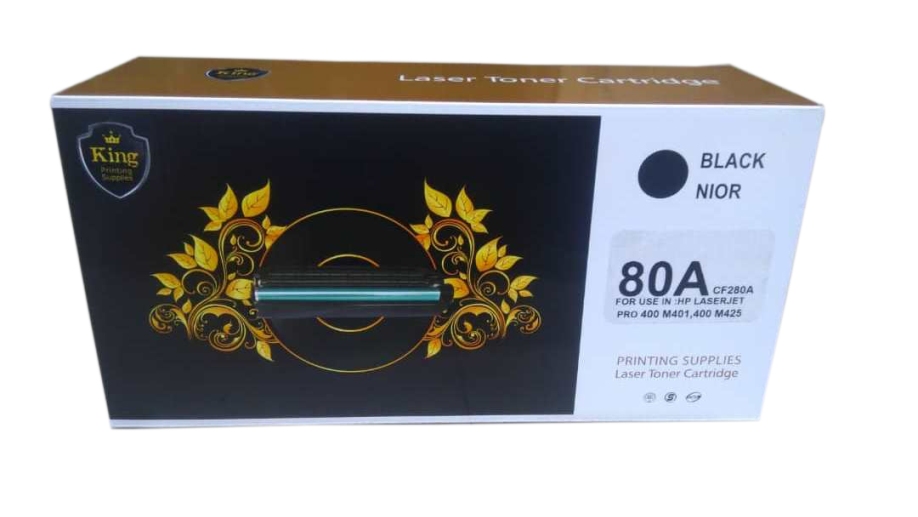 Laser Toner Cartridge
King
Printing
Supplies
BLACK
NIOR
80A CF280A
FOR USE IN :HP LASERJET
PRO 400 M401,400 M425
PRINTING SUPPLIES
Laser Toner Cartridge